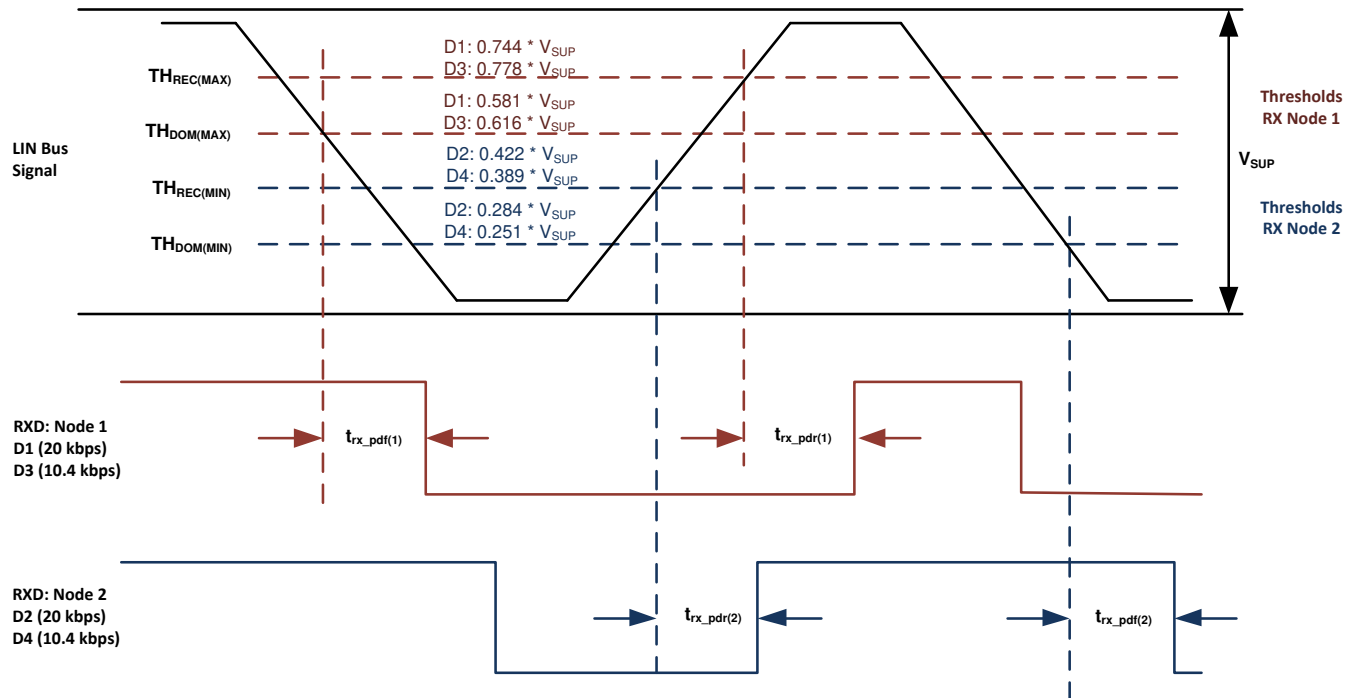 D1: 0.744 * VSUP
THREC(MAX)
D3: 0.778 * VSUP
D1: 0.581 * VSUP
THDOM(MAX)
D3: 0.616 * VSUP
Thresholds
RX Node 1
LIN Bus
Signal
D2: 0.422 * VSUP
VSUP
THREC(MIN)
D4: 0.389 * VSUP
D2: 0.284 * VSUP
THDOM(MIN)
D4: 0.251 * VSUP
Thresholds
RX Node 2
RXD: Node 1
D1 (20 kbps)
D3 (10.4 kbps)
trx_pdf(1)
trx_pdr(1)
RXD: Node 2
D2 (20 kbps)
D4 (10.4 kbps)
trx_pdr(2)
trx_pdf(2)